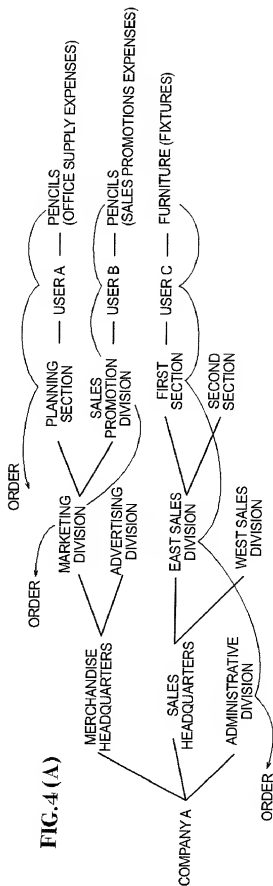 FIG.4 (A)
COMPANY A
MERCHANDISE
HEADQUARTERS
SALES
HEADQUARTERS
ADMINISTRATIVE
DIVISION
ORDER
ORDER
MARKETING
DIVISION
ADVERTISING
DIVISION
EAST SALES
DIVISION
WEST SALES
DIVISION
ORDER
PLANNING
SECTION
SALES
PROMOTION
DIVISION
FIRST
SECTION
SECOND
SECTION
USER A
USER B
USER C
PENCILS
(OFFICE SUPPLY EXPENSES)
PENCILS
(SALES PROMOTIONS EXPENSES)
FURNITURE (FIXTURES)